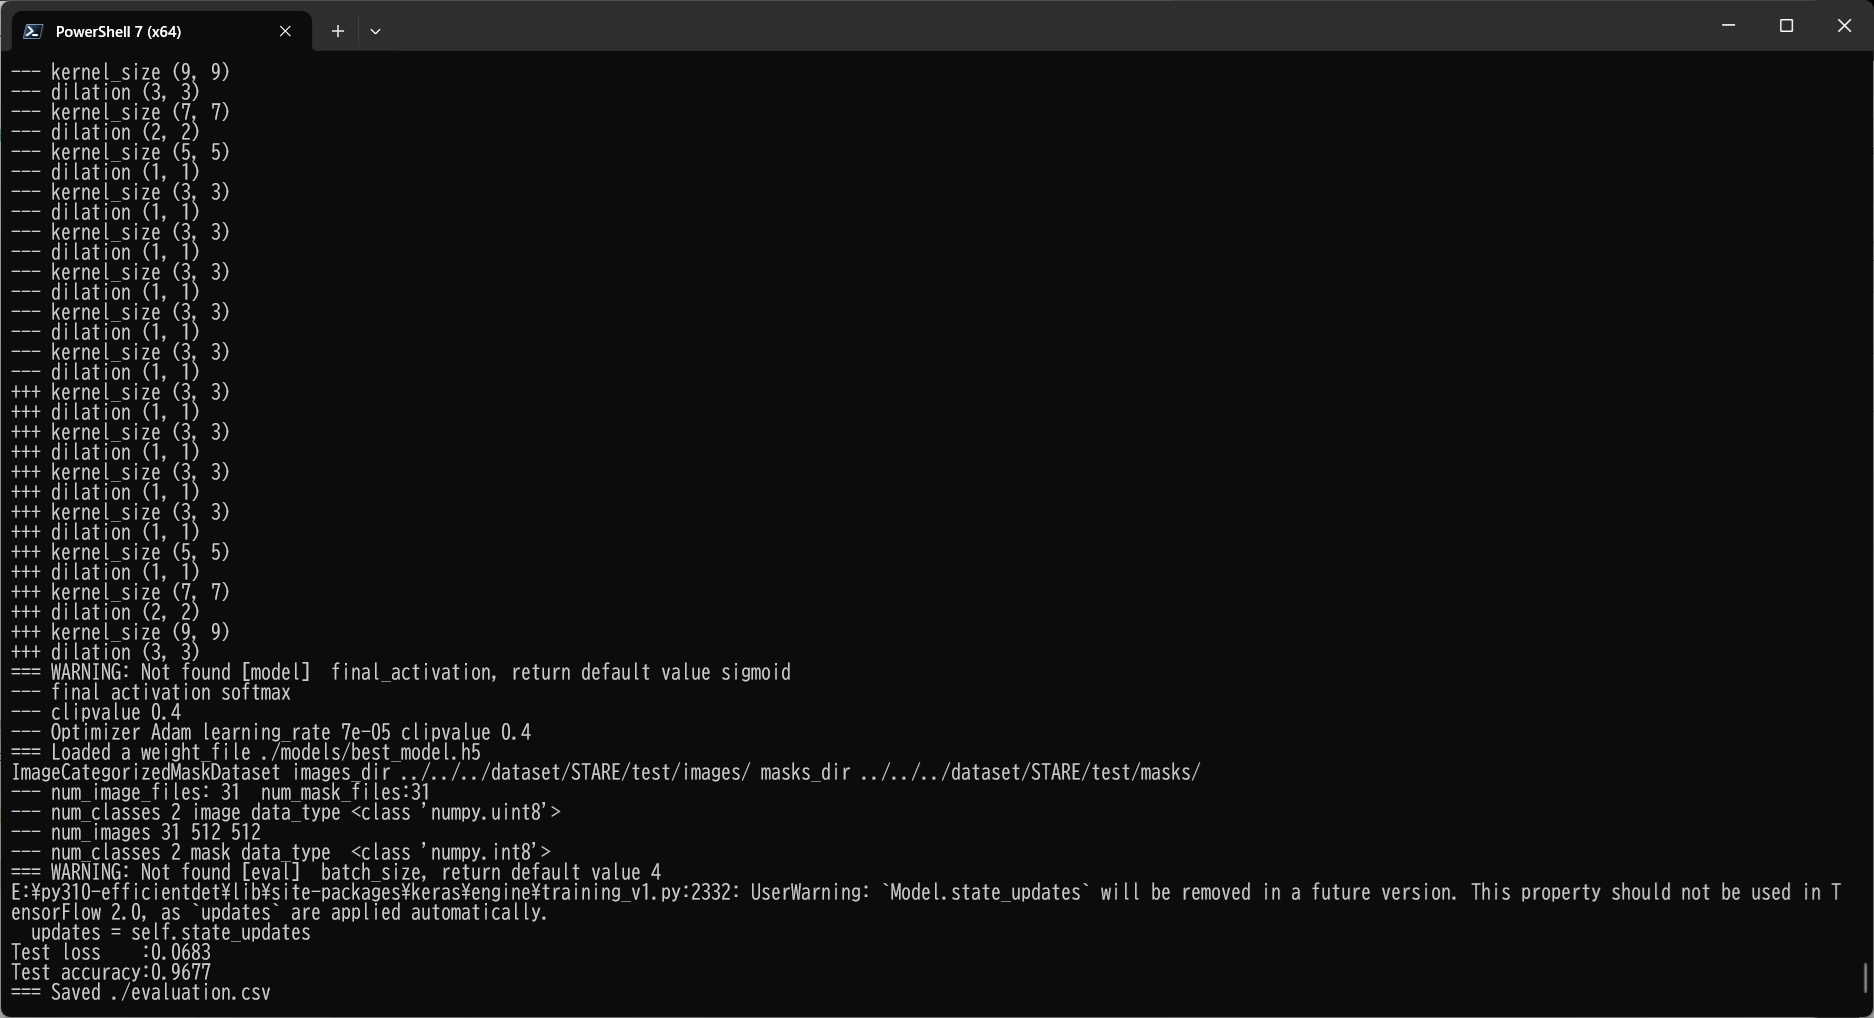 PowerShell 7 (x64)
--- kernel_size (9, 9)
--- dilation (3, 3)
--- kernel_size (7, 7)
--- dilation (2, 2)
--- kernel_size (5, 5)
--- dilation (1, 1)
--- kernel_size (3, 3)
--- dilation (1, 1)
--- kernel_size (3, 3)
--- dilation (1, 1)
--- kernel_size (3, 3)
--- dilation (1, 1)
--- kernel_size (3, 3)
--- dilation (1, 1)
--- kernel_size (3, 3)
--- dilation (1, 1)
+++ kernel_size (3, 3)
+++ dilation (1, 1)
+++ kernel_size (3, 3)
+++ dilation (1, 1)
+++ kernel_size (3, 3)
+++ dilation (1, 1)
+++ kernel_size (3, 3)
+++ dilation (1, 1)
+++ kernel_size (5, 5)
+++ dilation (1, 1)
+++ kernel_size (7, 7)
+++ dilation (2, 2)
+++ kernel_size (9, 9)
+++ dilation (3, 3)
=== WARNING: Not found [model]  final_activation, return default value sigmoid
--- final activation softmax
--- clipvalue 0.4
--- Optimizer Adam learning_rate 7e-05 clipvalue 0.4
=== Loaded a weight_file ./models/best_model.h5
ImageCategorizedMaskDataset images_dir ../../../dataset/STARE/test/images/ masks_dir ../../../dataset/STARE/test/masks/
--- num_image_files: 31  num_mask_files:31
--- num_classes 2 image data_type <class 'numpy.uint8'>
--- num_images 31 512 512
--- num_classes 2 mask data_type  <class 'numpy.int8'>
=== WARNING: Not found [eval]  batch_size, return default value 4
E:¥py310-efficientdet¥lib¥site-packages¥keras¥engine¥training_v1.py:2332: UserWarning: `Model.state_updates` will be removed in a future version. This property should not be used in T
ensorFlow 2.0, as `updates` are applied automatically.
  updates = self.state_updates
Test loss    :0.0683
Test accuracy:0.9677
=== Saved ./evaluation.csv